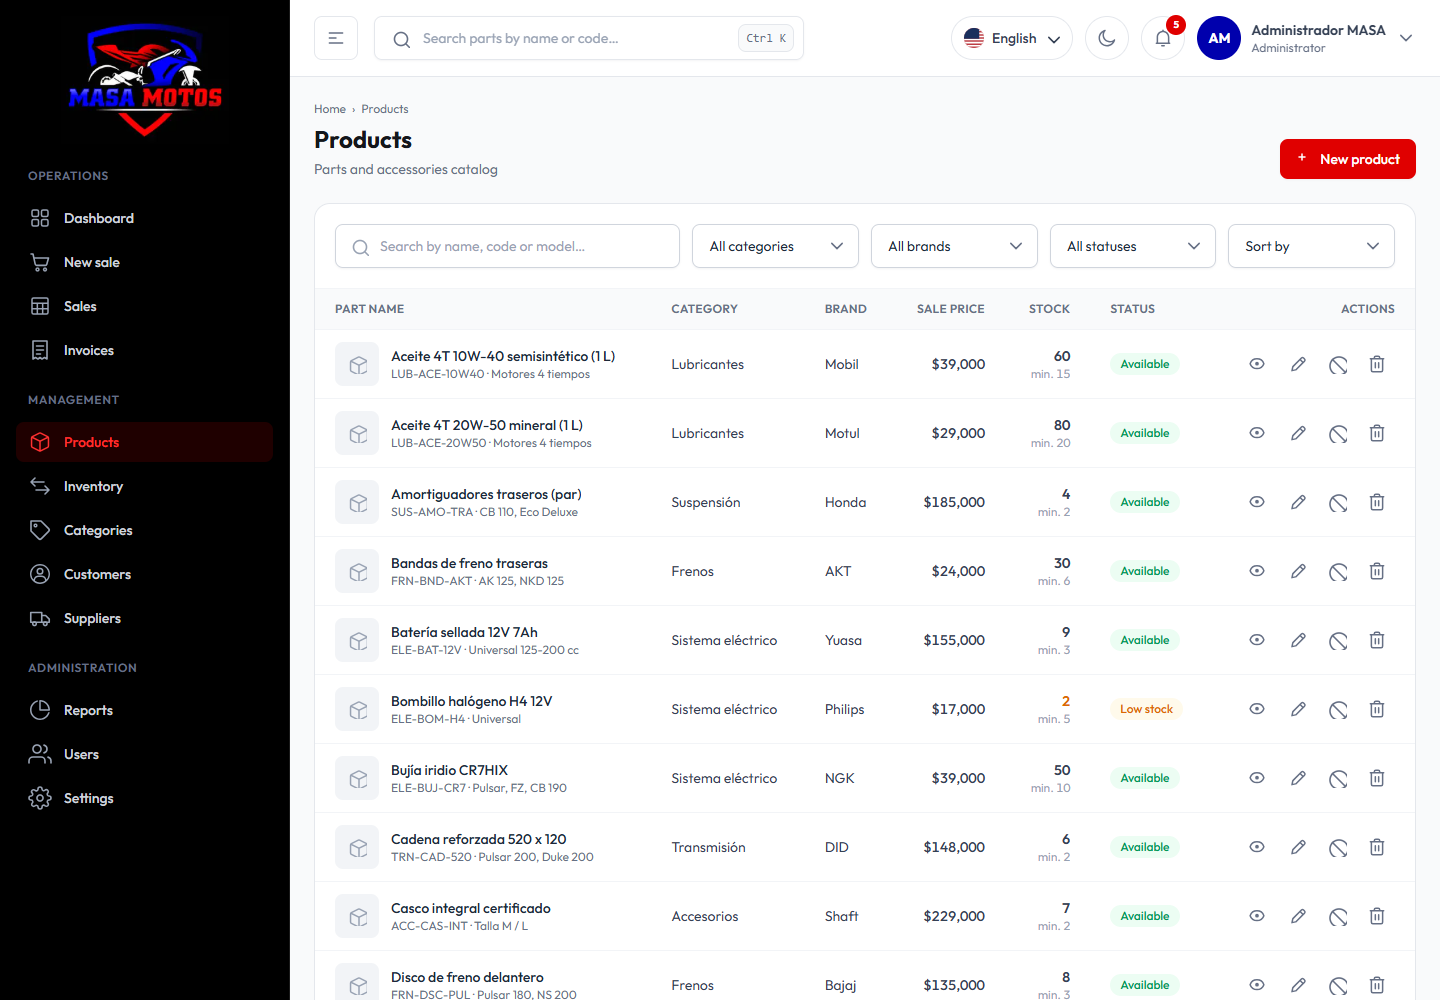 MASA MOTOS
OPERATIONS
Dashboard
New sale
Sales
Invoices
MANAGEMENT
Products
Inventory
Categories
Customers
Suppliers
ADMINISTRATION
Reports
Users
Settings
Search parts by name or code...
Ctrl K
English
5
AM
Administrador MASA
Administrator
Home › Products
Products
Parts and accessories catalog
+ New product
Search by name, code or model...
All categories
All brands
All statuses
Sort by
PART NAME CATEGORY BRAND SALE PRICE STOCK STATUS ACTIONS
Aceite 4T 10W-40 semisintético (1 L) Lubricantes Mobil $39,000 60 Available
LUB-ACE-10W40 · Motores 4 tiempos min. 15
Aceite 4T 20W-50 mineral (1 L) Lubricantes Motul $29,000 80 Available
LUB-ACE-20W50 · Motores 4 tiempos min. 20
Amortiguadores traseros (par) Suspensión Honda $185,000 4 Available
SUS-AMO-TRA · CB 110, Eco Deluxe min. 2
Bandas de freno traseras Frenos AKT $24,000 30 Available
FRN-BND-AKT · AK 125, NKD 125 min. 6
Batería sellada 12V 7Ah Sistema eléctrico Yuasa $155,000 9 Available
ELE-BAT-12V · Universal 125-200 cc min. 3
Bombillo halógeno H4 12V Sistema eléctrico Philips $17,000 2 Low stock
ELE-BOM-H4 · Universal min. 5
Bujía iridio CR7HIX Sistema eléctrico NGK $39,000 50 Available
ELE-BUJ-CR7 · Pulsar, FZ, CB 190 min. 10
Cadena reforzada 520 x 120 Transmisión DID $148,000 6 Available
TRN-CAD-520 · Pulsar 200, Duke 200 min. 2
Casco integral certificado Accesorios Shaft $229,000 7 Available
ACC-CAS-INT · Talla M / L min. 2
Disco de freno delantero Frenos Bajaj $135,000 8 Available
FRN-DSC-PUL · Pulsar 180, NS 200 min. 3